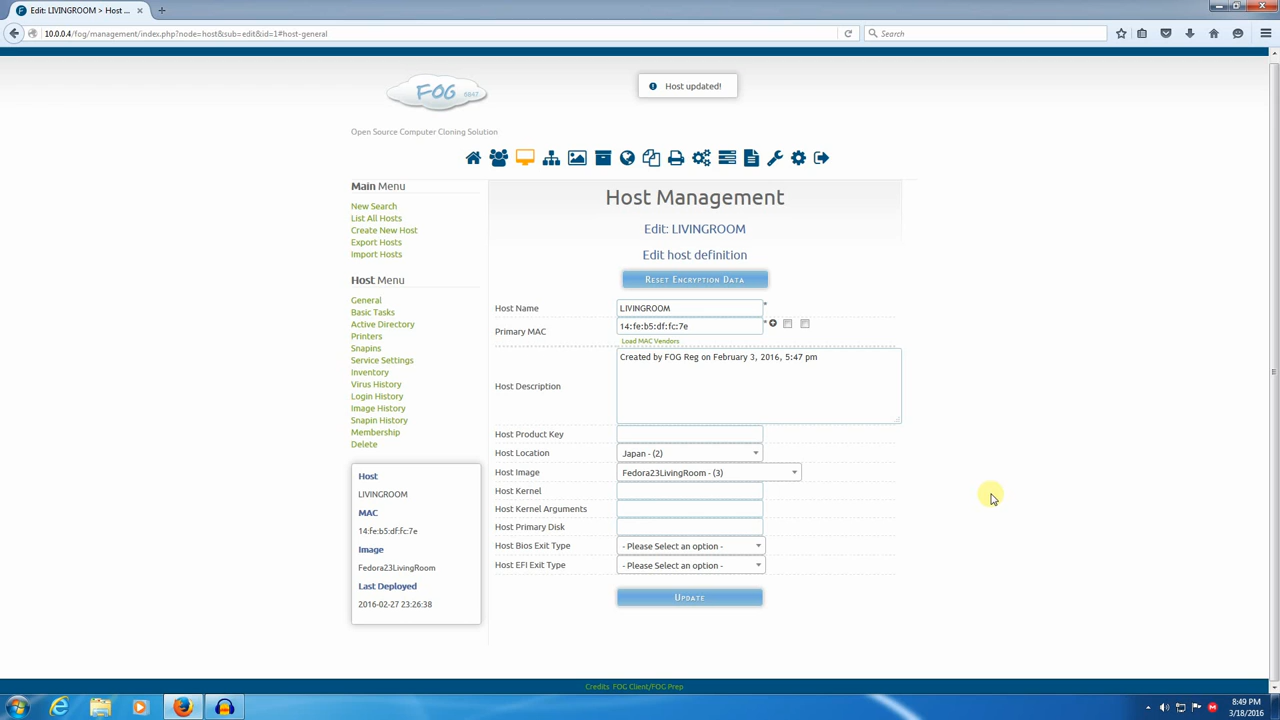 Edit: LIVINGROOM > Host ...
10.0.0.4/fog/management/index.php?node=host&sub=edit&id=1#host-general
Search
FOG 6647
Host updated!
Open Source Computer Cloning Solution
Main Menu
New Search
List All Hosts
Create New Host
Export Hosts
Import Hosts
Host Menu
General
Basic Tasks
Active Directory
Printers
Snapins
Service Settings
Inventory
Virus History
Login History
Image History
Snapin History
Membership
Delete
Host
LIVINGROOM
MAC
14:fe:b5:df:fc:7e
Image
Fedora23LivingRoom
Last Deployed
2016-02-27 23:26:38
Host Management
Edit: LIVINGROOM
Edit host definition
Reset Encryption Data
Host Name LIVINGROOM *
Primary MAC 14:fe:b5:df:fc:7e *
Load MAC Vendors
Host Description Created by FOG Reg on February 3, 2016, 5:47 pm
Host Product Key
Host Location Japan - (2)
Host Image Fedora23LivingRoom - (3)
Host Kernel
Host Kernel Arguments
Host Primary Disk
Host Bios Exit Type - Please Select an option -
Host EFI Exit Type - Please Select an option -
Update
Credits FOG Client/FOG Prep
8:49 PM
3/18/2016